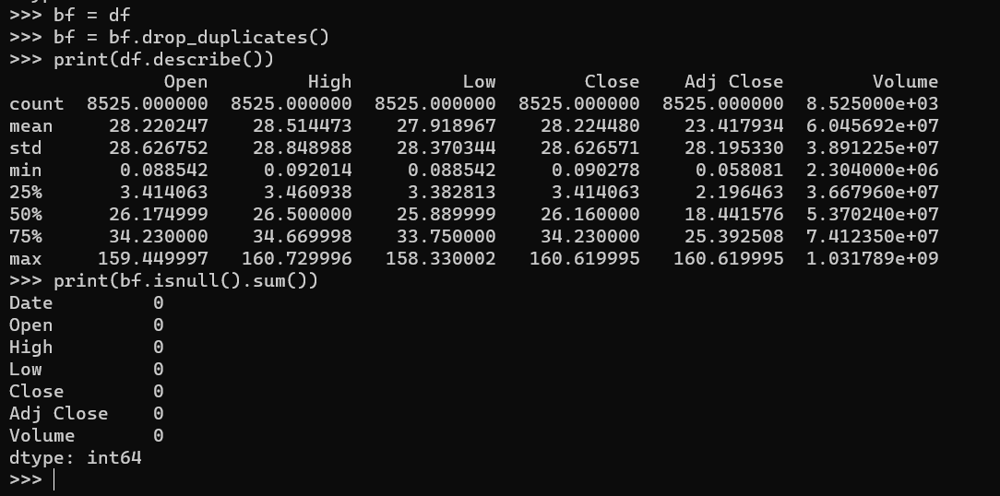 >>> bf = df
>>> bf = bf.drop_duplicates()
>>> print(df.describe())
              Open         High          Low        Close    Adj Close        Volume
count  8525.000000  8525.000000  8525.000000  8525.000000  8525.000000  8.525000e+03
mean     28.220247    28.514473    27.918967    28.224480    23.417934  6.045692e+07
std      28.626752    28.848988    28.370344    28.626571    28.195330  3.891225e+07
min       0.088542     0.092014     0.088542     0.090278     0.058081  2.304000e+06
25%       3.414063     3.460938     3.382813     3.414063     2.196463  3.667960e+07
50%      26.174999    26.500000    25.889999    26.160000    18.441576  5.370240e+07
75%      34.230000    34.669998    33.750000    34.230000    25.392508  7.412350e+07
max     159.449997   160.729996   158.330002   160.619995   160.619995  1.031789e+09
>>> print(bf.isnull().sum())
Date         0
Open         0
High         0
Low          0
Close        0
Adj Close    0
Volume       0
dtype: int64
>>>